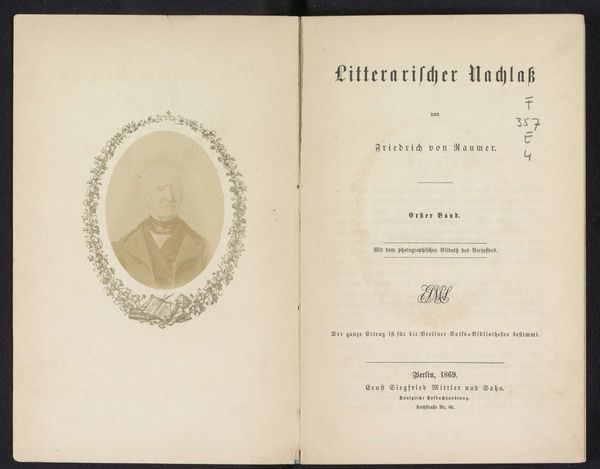 Litterarischer Nachlaß
von
Friedrich von Raumer.
Erster Band.
Mit dem photographischen Bildniß des Verfassers.
F
357
E
4
Der ganze Ertrag ist für die Berliner Volks-Bibliotheken bestimmt.
Berlin, 1869.
Ernst Siegfried Mittler und Sohn.
Königliche Hofbuchhandlung.
Kochstraße No. 69.